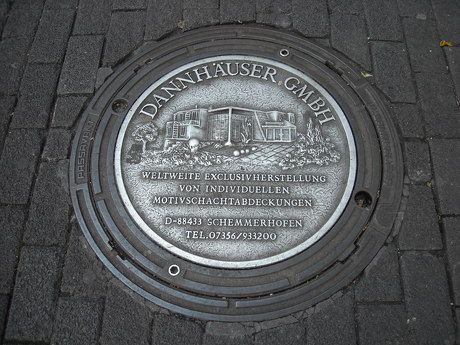 DANNHÄUSER. GMBH
WELTWEITE EXCLUSIVHERSTELLUNG
VON INDIVIDUELLEN
MOTIVSCHACHTABDECKUNGEN
D-88433 SCHEMMERHOFEN
TEL.07356/933200